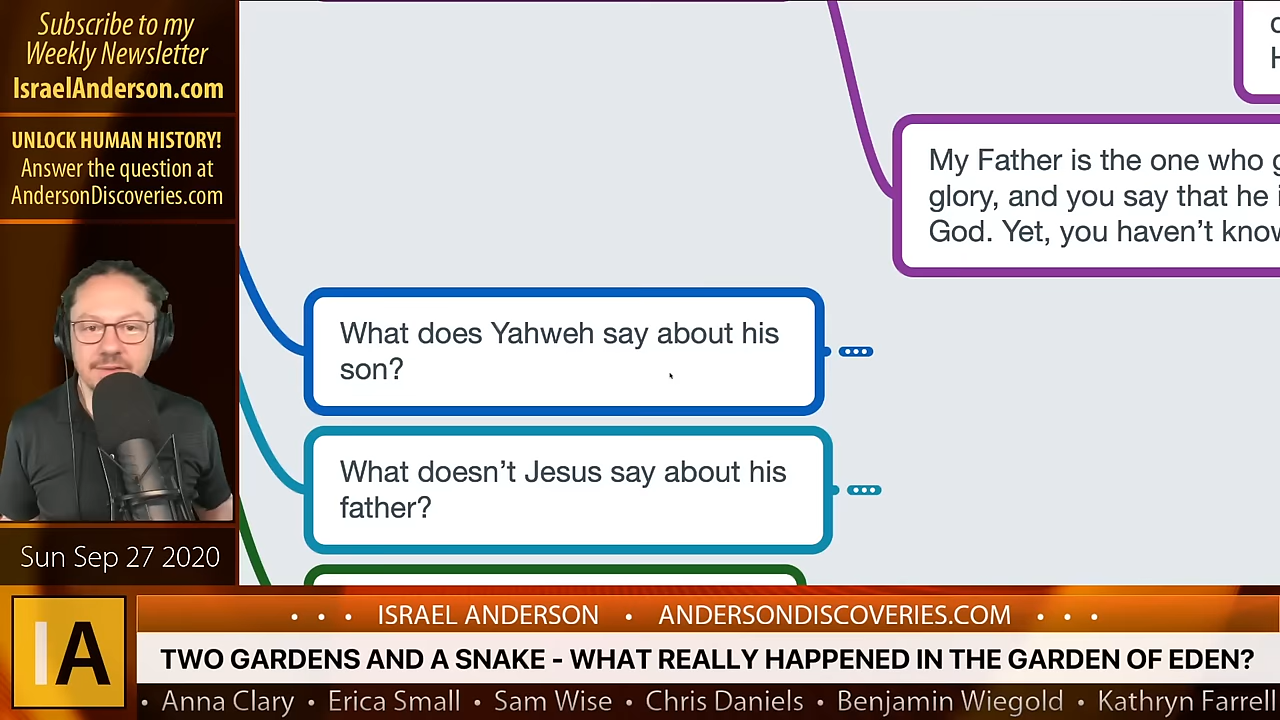 Subscribe to my
Weekly Newsletter
IsraelAnderson.com
UNLOCK HUMAN HISTORY!
Answer the question at
AndersonDiscoveries.com
My Father is the one who
glory, and you say that he
God. Yet, you haven't
What does Yahweh say about his
son?
What doesn't Jesus say about his
father?
Sun Sep 27 2020
IA
• • • ISRAEL ANDERSON • ANDERSONDISCOVERIES.COM • • •
TWO GARDENS AND A SNAKE - WHAT REALLY HAPPENED IN THE GARDEN OF EDEN?
• Anna Clary • Erica Small • Sam Wise • Chris Daniels • Benjamin Wiegold • Kathryn Farrell